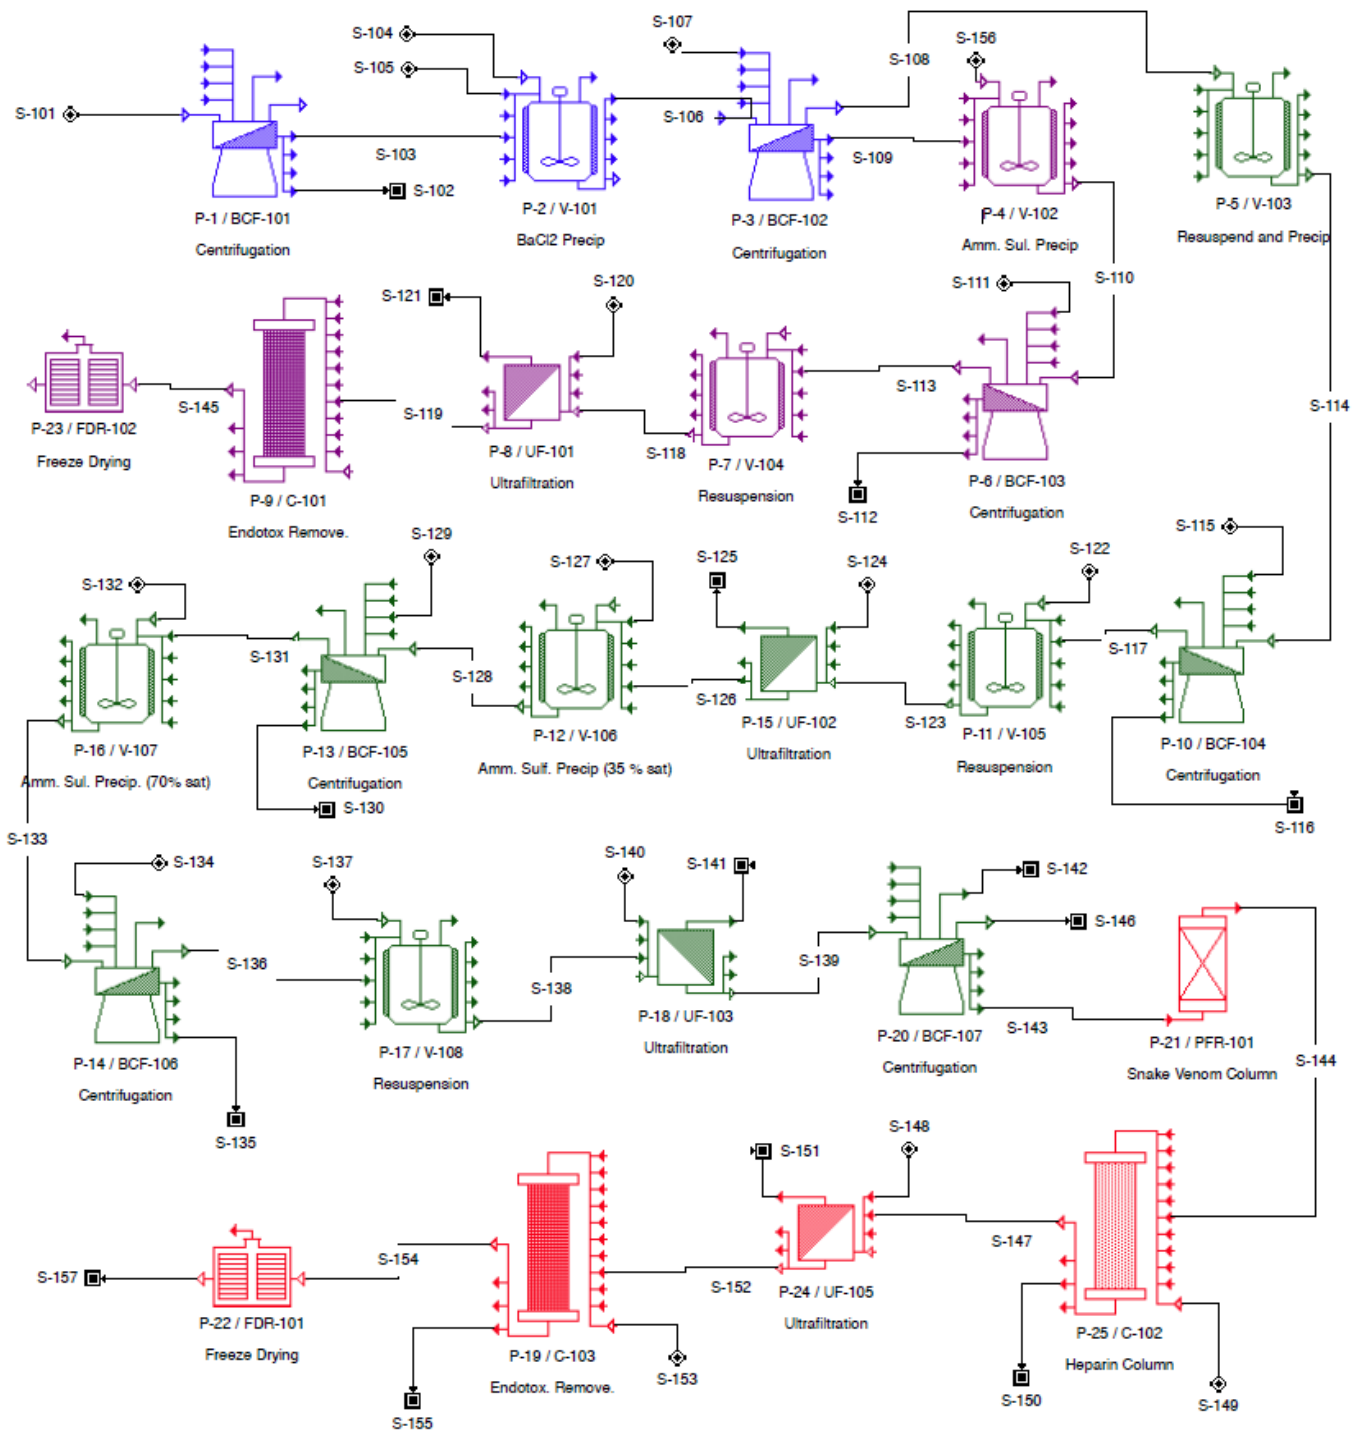 S-107
S-104
S-156
S-108
S-105
S-101
S-106
S-103
S-109
S-102
P-1 / BCF-101
Centrifugation
P-2 / V-101
BaCl2 Precip
P-3 / BCF-102
Centrifugation
P-4 / V-102
Amm. Sul. Precip
P-5 / V-103
Resuspend and Precip
S-110
S-111
S-120
S-121
S-113
S-114
S-145
S-119
S-118
P-23 / FDR-102
Freeze Drying
P-9 / C-101
Endotox Remove.
P-8 / UF-101
Ultrafiltration
P-7 / V-104
Resuspension
P-6 / BCF-103
Centrifugation
S-112
S-129
S-127
S-125
S-124
S-122
S-115
S-132
S-131
S-128
S-126
S-123
S-117
P-16 / V-107
Amm. Sul. Precip. (70% sat)
P-13 / BCF-105
Centrifugation
P-12 / V-106
Amm. Sulf. Precip (35 % sat)
P-15 / UF-102
Ultrafiltration
P-11 / V-105
Resuspension
P-10 / BCF-104
Centrifugation
S-130
S-116
S-133
S-134
S-137
S-140
S-141
S-142
S-146
S-136
S-138
S-139
S-143
P-14 / BCF-106
Centrifugation
P-17 / V-108
Resuspension
P-18 / UF-103
Ultrafiltration
P-20 / BCF-107
Centrifugation
P-21 / PFR-101
Snake Venom Column
S-144
S-135
S-151
S-148
S-154
S-147
S-157
S-152
P-22 / FDR-101
Freeze Drying
P-19 / C-103
Endotox. Remove.
P-24 / UF-105
Ultrafiltration
P-25 / C-102
Heparin Column
S-153
S-155
S-150
S-149